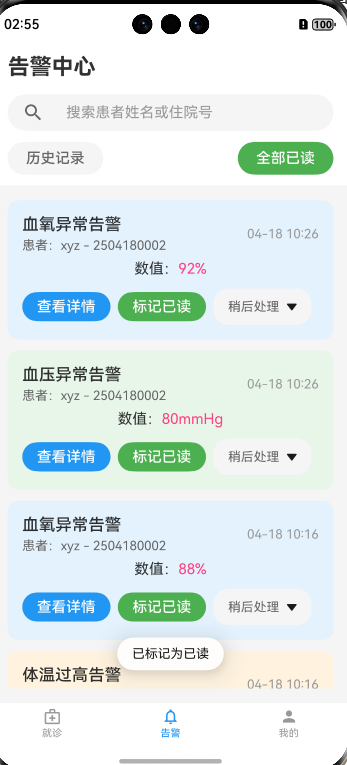 02:55
100
告警中心
搜索患者姓名或住院号
历史记录 全部已读
血氧异常告警
04-18 10:26
患者：xyz - 2504180002
数值：92%
查看详情 标记已读 稍后处理
血压异常告警
04-18 10:26
患者：xyz - 2504180002
数值：80mmHg
查看详情 标记已读 稍后处理
血氧异常告警
04-18 10:16
患者：xyz - 2504180002
数值：88%
查看详情 标记已读 稍后处理
已标记为已读
体温过高告警
04-18 10:16
就诊 告警 我的